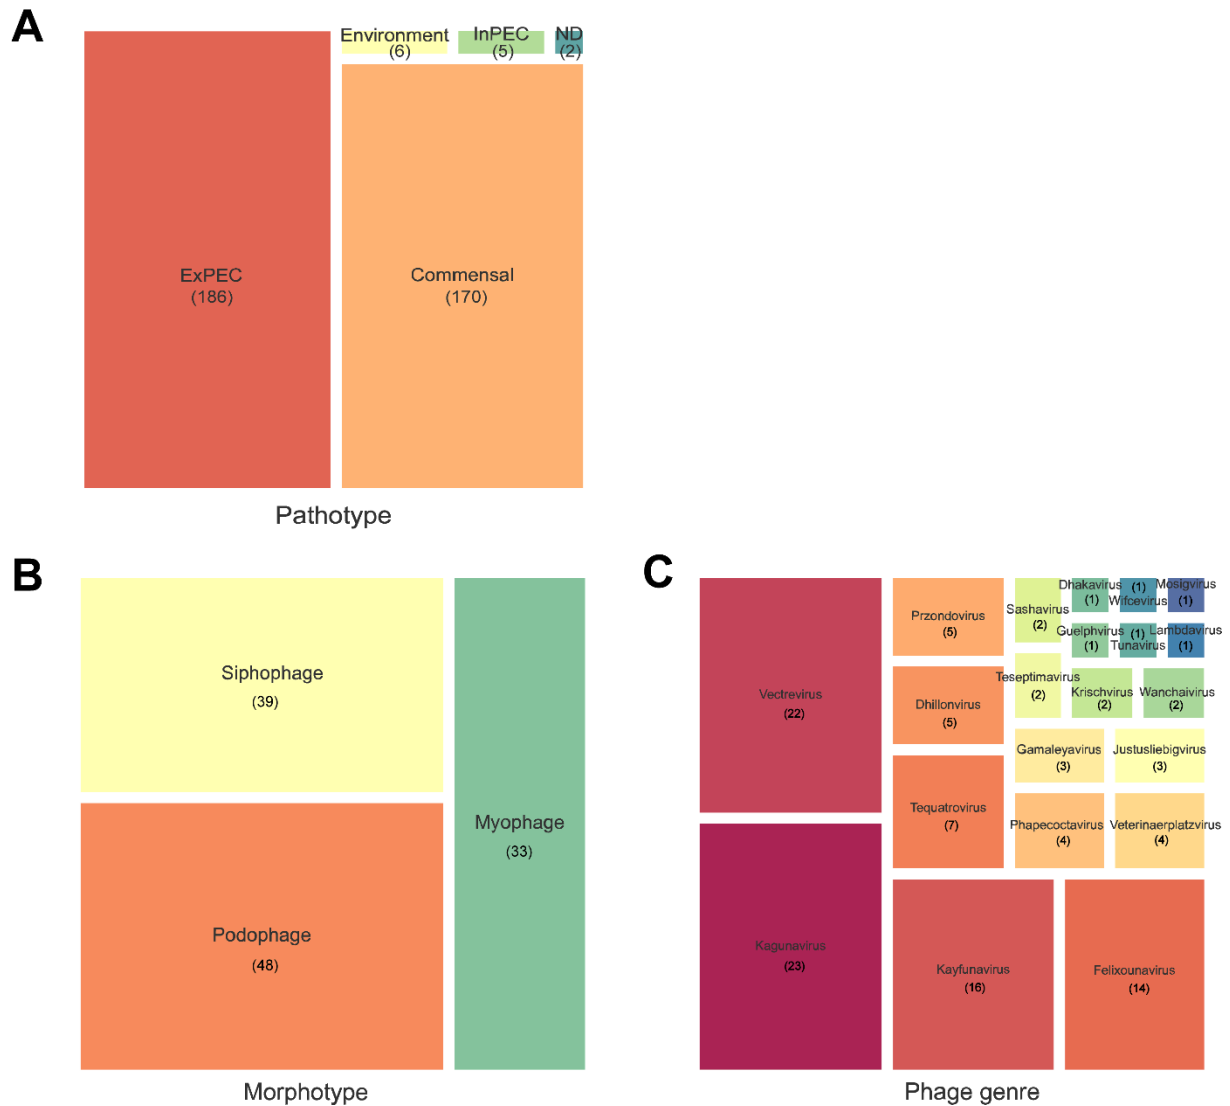 A
Environment
(6)
InPEC
(5)
ND
(2)
ExPEC
(186)
Commensal
(170)
Pathotype
B
Siphophage
(39)
Podophage
(48)
Myophage
(33)
Morphotype
C
Vectrevirus
(22)
Kagunavirus
(23)
Przondovirus
(5)
Dhillonvirus
(5)
Tequatrovirus
(7)
Sashavirus
(2)
Teseptimavirus
(2)
Dhakavirus
(1)
(1)
Wifcevirus
Mosigvirus
(1)
Guelphvirus
(1)
(1)
Tunavirus
Lambdavirus
(1)
Krischvirus
(2)
Wanchaivirus
(2)
Gamaleyavirus
(3)
Justusliebigvirus
(3)
Phapecoctavirus
(4)
Veterinaerplatzvirus
(4)
Kayfunavirus
(16)
Felixounavirus
(14)
Phage genre